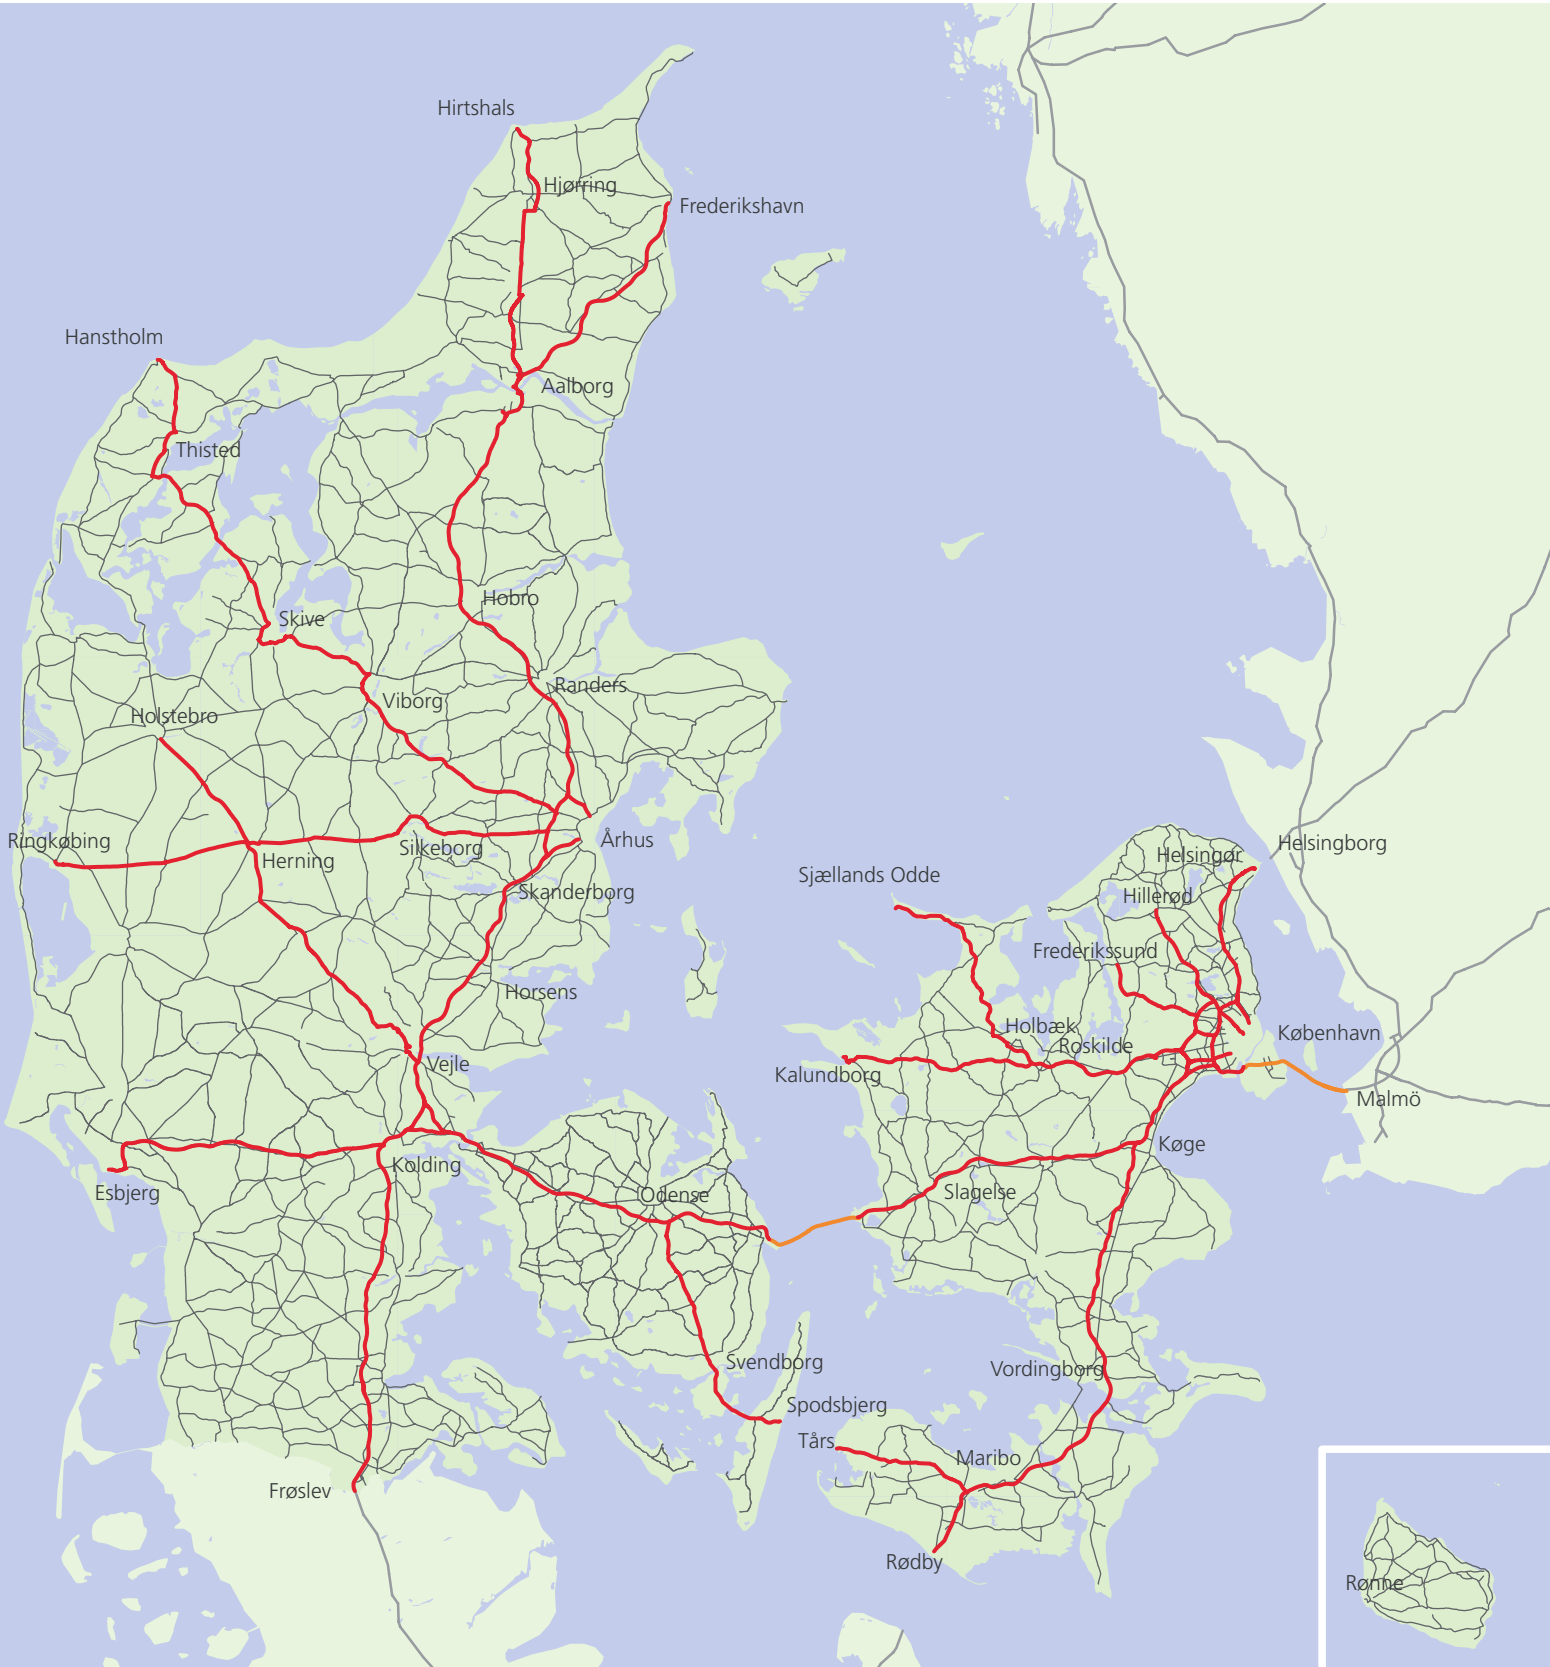 Hirtshals
Hjørring
Frederikshavn
Hanstholm
Aalborg
Thisted
Hobro
Skive
Randers
Viborg
Holstebro
Ringkøbing
Herning
Silkeborg
Århus
Skanderborg
Horsens
Vejle
Kolding
Esbjerg
Odense
Svendborg
Spodsbjerg
Frøslev
Sjællands Odde
Helsingør
Helsingborg
Hillerød
Frederikssund
Holbæk
Roskilde
København
Kalundborg
Malmö
Køge
Slagelse
Vordingborg
Tårs
Maribo
Rødby
Rønne